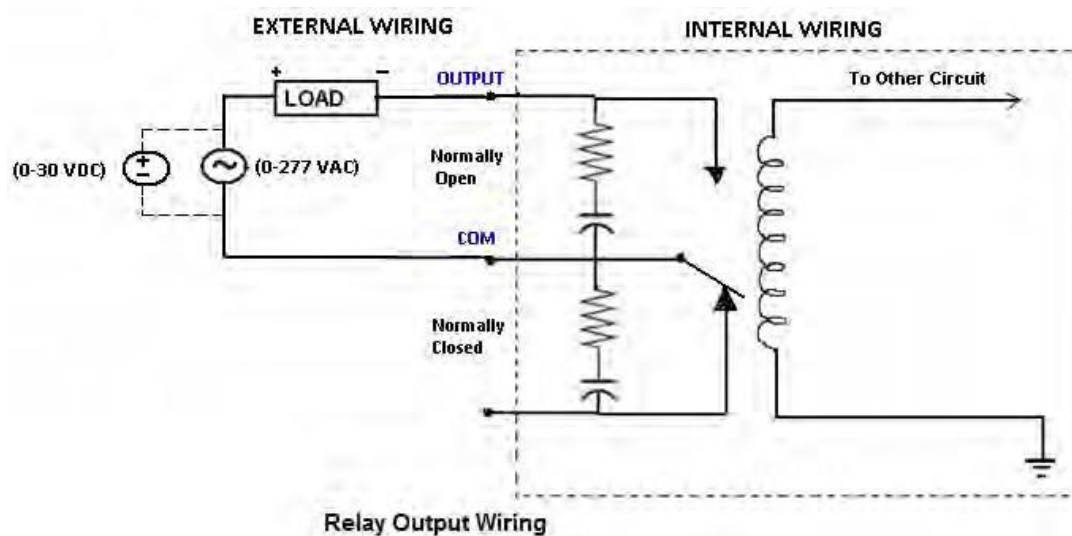 EXTERNAL WIRING
INTERNAL WIRING
+ −
LOAD
OUTPUT
To Other Circuit
(0-30 VDC)
+
−
~
(0-277 VAC)
Normally
Open
COM
Normally
Closed
Relay Output Wiring